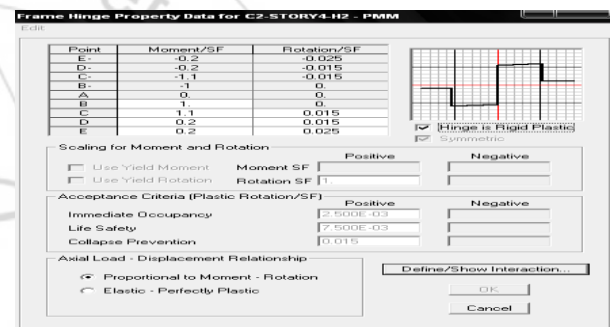 Frame Hinge Property Data for C2-STORY4-H2 - PMM
Edit
Point Moment/SF Rotation/SF
E- -0.2 -0.025
D- -0.2 -0.015
C- -1.1 -0.015
B- -1 0.
A 0. 0.
B 1. 0.
C 1.1 0.015
D 0.2 0.015
E 0.2 0.025
Hinge is Rigid Plastic
Symmetric
Scaling for Moment and Rotation
Positive Negative
Use Yield Moment Moment SF
Use Yield Rotation Rotation SF 1.
Acceptance Criteria (Plastic Rotation/SF)
Positive Negative
Immediate Occupancy 2.500E-03
Life Safety 7.500E-03
Collapse Prevention 0.015
Axial Load - Displacement Relationship
Proportional to Moment - Rotation
Elastic - Perfectly Plastic
Define/Show Interaction...
OK
Cancel